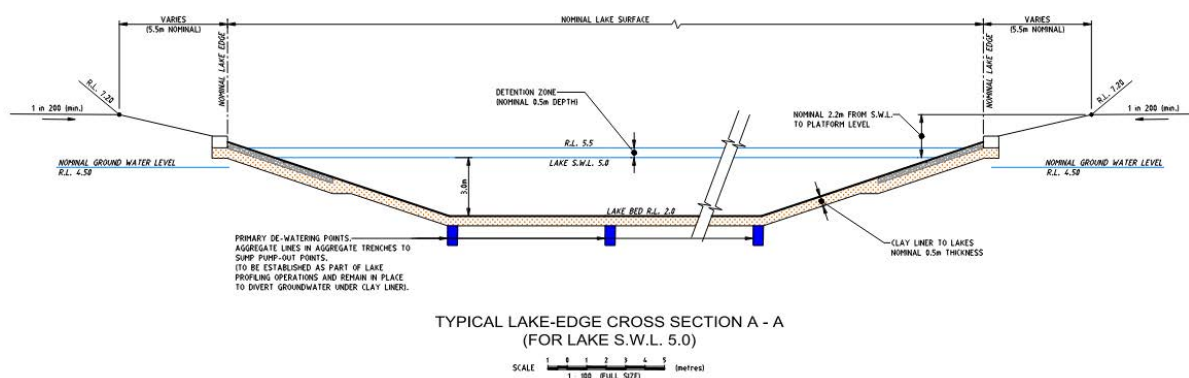 VARIES
(5.5m NOMINAL)
NOMINAL LAKE SURFACE
VARIES
(5.5m NOMINAL)
NOMINAL LAKE EDGE
NOMINAL LAKE EDGE
R.L. 7.20
R.L. 7.20
1 in 200 (min.)
DETENTION ZONE
(NOMINAL 0.5m DEPTH)
NOMINAL 2.2m FROM S.W.L.
TO PLATFORM LEVEL
1 in 200 (min.)
R.L. 5.5
LAKE S.W.L. 5.0
NOMINAL GROUND WATER LEVEL
R.L. 4.50
NOMINAL GROUND WATER LEVEL
R.L. 4.50
3.0m
LAKE BED R.L. 2.0
PRIMARY DE-WATERING POINTS.
AGGREGATE LINES IN AGGREGATE TRENCHES TO
SUMP PUMP-OUT POINTS.
(TO BE ESTABLISHED AS PART OF LAKE
PROFILING OPERATIONS AND REMAIN IN PLACE
TO DIVERT GROUNDWATER UNDER CLAY LINER).
CLAY LINER TO LAKES
NOMINAL 0.5m THICKNESS
TYPICAL LAKE-EDGE CROSS SECTION A - A
(FOR LAKE S.W.L. 5.0)
SCALE 1 0 1 2 3 4 5 (metres)
1 : 100 (FULL SIZE)